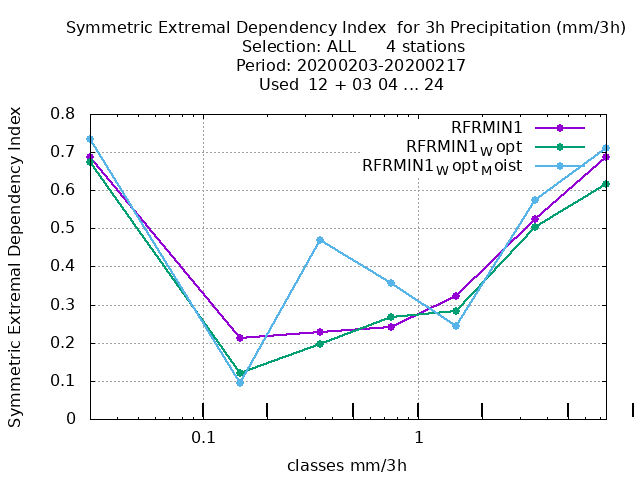 Symmetric Extremal Dependency Index  for 3h Precipitation (mm/3h)
Selection: ALL      4 stations
Period: 20200203-20200217
Used  12 + 03 04 ... 24
Symmetric Extremal Dependency Index
0.8
0.7
0.6
0.5
0.4
0.3
0.2
0.1
0
RFRMIN1
RFRMIN1Wopt
RFRMIN1WoptMoist
0.1
1
classes mm/3h